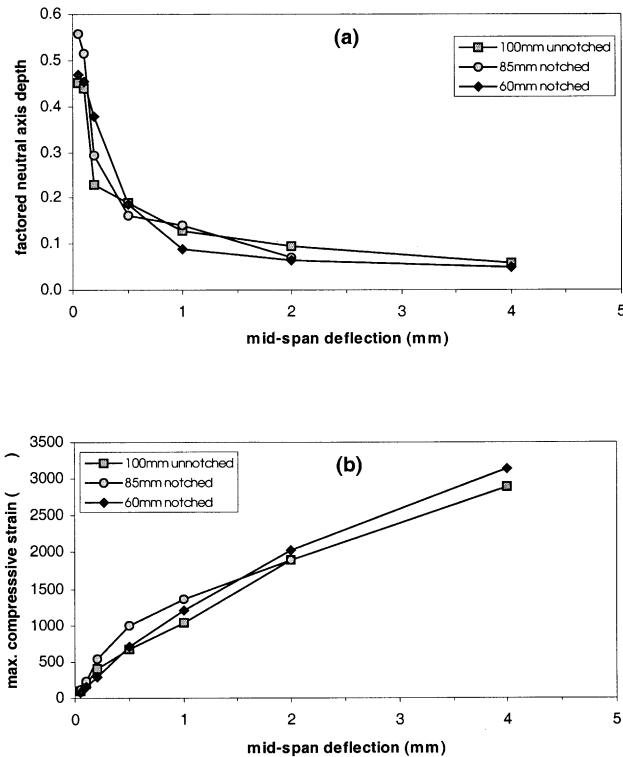 0.6
(a)
100mm unnotched
85mm notched
60mm notched
0.5
0.4
0.3
0.2
0.1
0.0
factored neutral axis depth
0 1 2 3 4 5
mid-span deflection (mm)
3500
(b)
100mm unnotched
85mm notched
60mm notched
3000
2500
2000
1500
1000
500
0
max. compresssive strain ( )
0 1 2 3 4 5
mid-span deflection (mm)